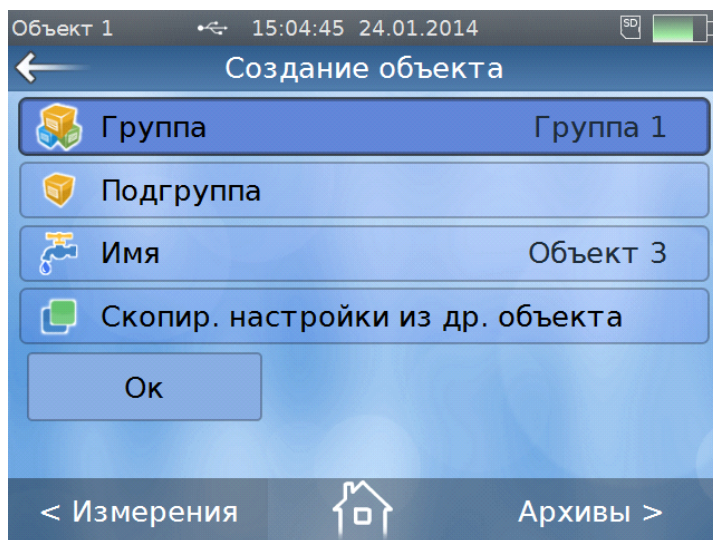 Объект 1 15:04:45 24.01.2014 SD
Создание объекта
Группа Группа 1
Подгруппа
Имя Объект 3
Скопир. настройки из др. объекта
Ок
< Измерения Архивы >